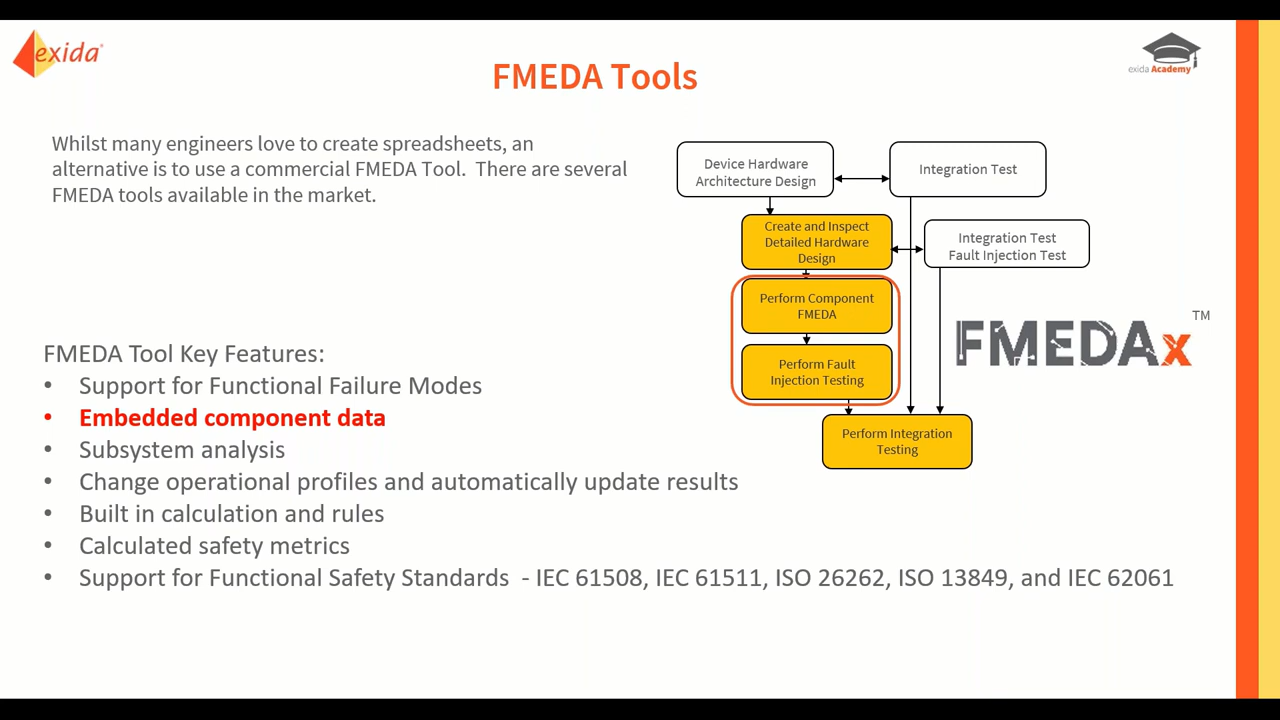 exida
exida Academy
FMEDA Tools
Whilst many engineers love to create spreadsheets, an
alternative is to use a commercial FMEDA Tool.  There are several
FMEDA tools available in the market.
Device Hardware
Architecture Design
Integration Test
Create and Inspect
Detailed Hardware
Design
Integration Test
Fault Injection Test
Perform Component
FMEDA
Perform Fault
Injection Testing
Perform Integration
Testing
FMEDAx TM
FMEDA Tool Key Features:
• Support for Functional Failure Modes
• Embedded component data
• Subsystem analysis
• Change operational profiles and automatically update results
• Built in calculation and rules
• Calculated safety metrics
• Support for Functional Safety Standards  - IEC 61508, IEC 61511, ISO 26262, ISO 13849, and IEC 62061